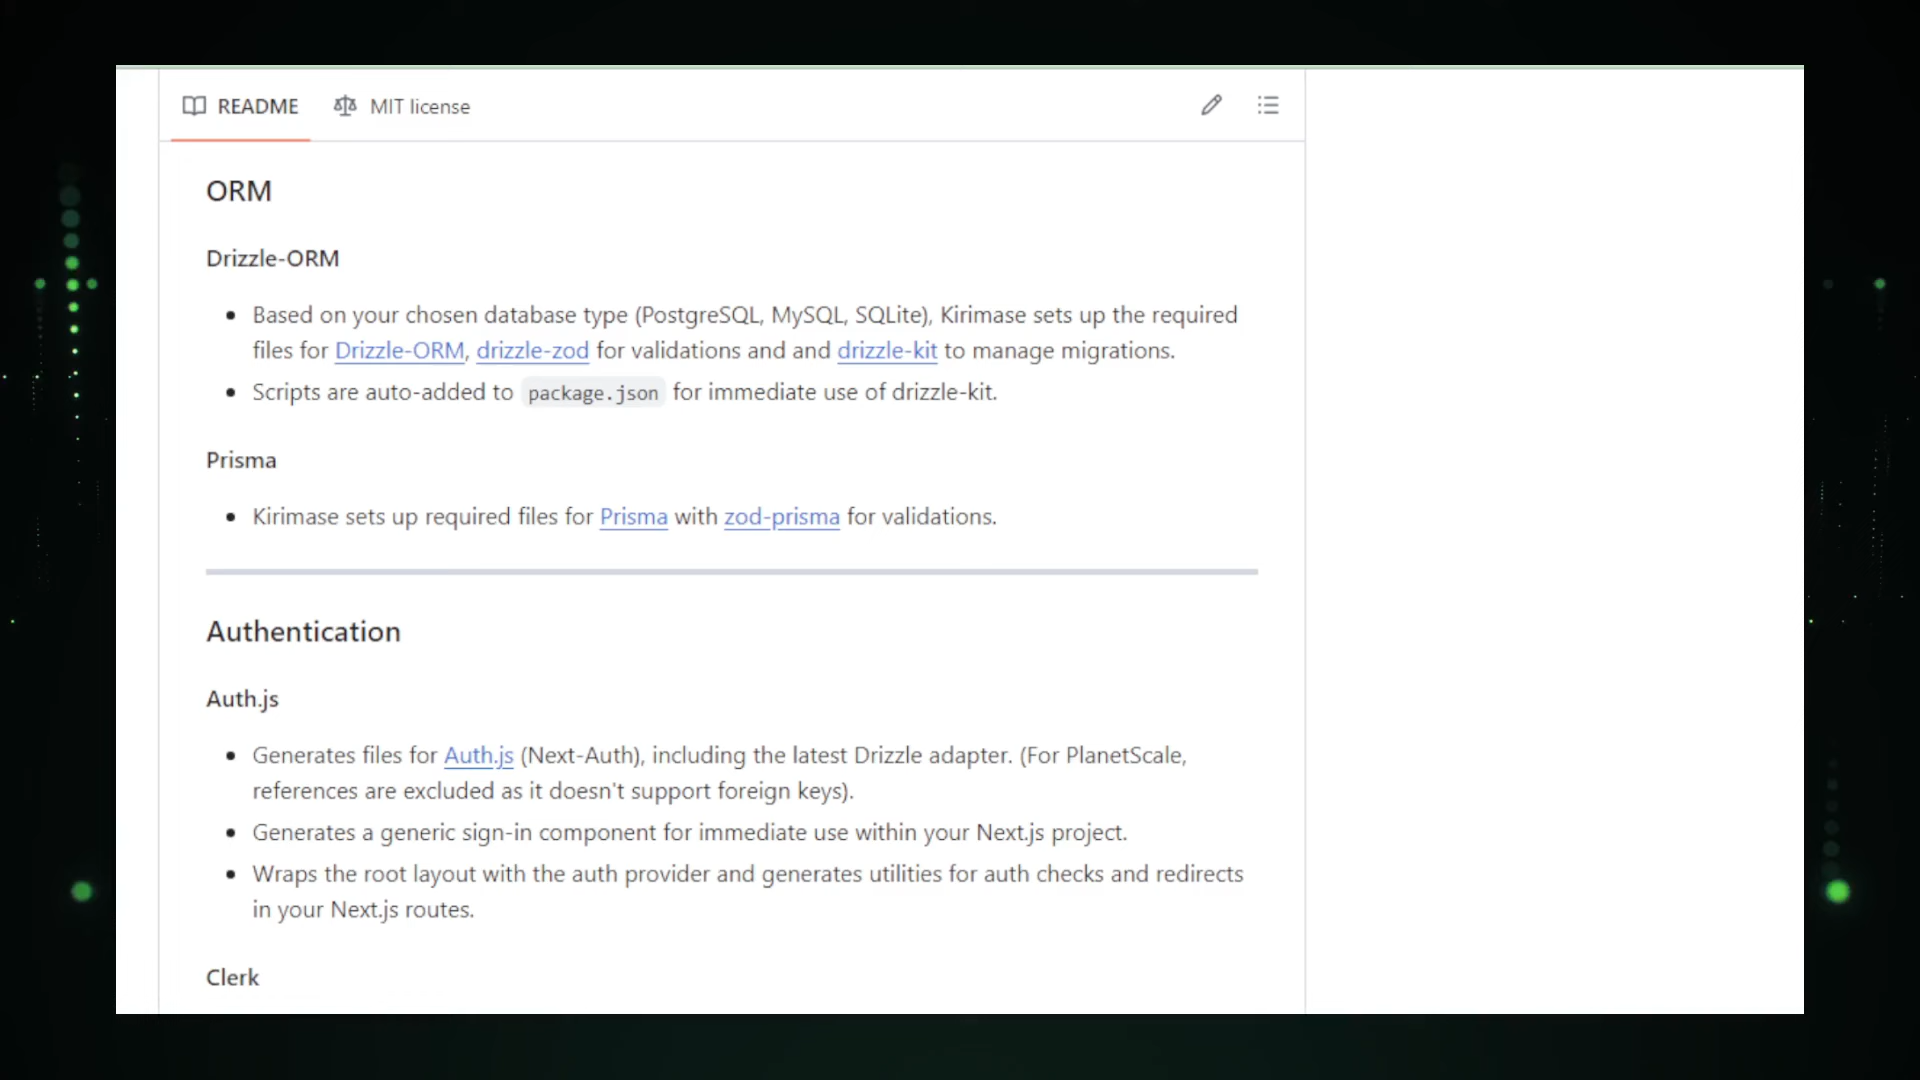 README MIT license
ORM
Drizzle-ORM
Based on your chosen database type (PostgreSQL, MySQL, SQLite), Kirimase sets up the required
files for Drizzle-ORM, drizzle-zod for validations and and drizzle-kit to manage migrations.
Scripts are auto-added to package.json for immediate use of drizzle-kit.
Prisma
Kirimase sets up required files for Prisma with zod-prisma for validations.
Authentication
Auth.js
Generates files for Auth.js (Next-Auth), including the latest Drizzle adapter. (For PlanetScale,
references are excluded as it doesn't support foreign keys).
Generates a generic sign-in component for immediate use within your Next.js project.
Wraps the root layout with the auth provider and generates utilities for auth checks and redirects
in your Next.js routes.
Clerk